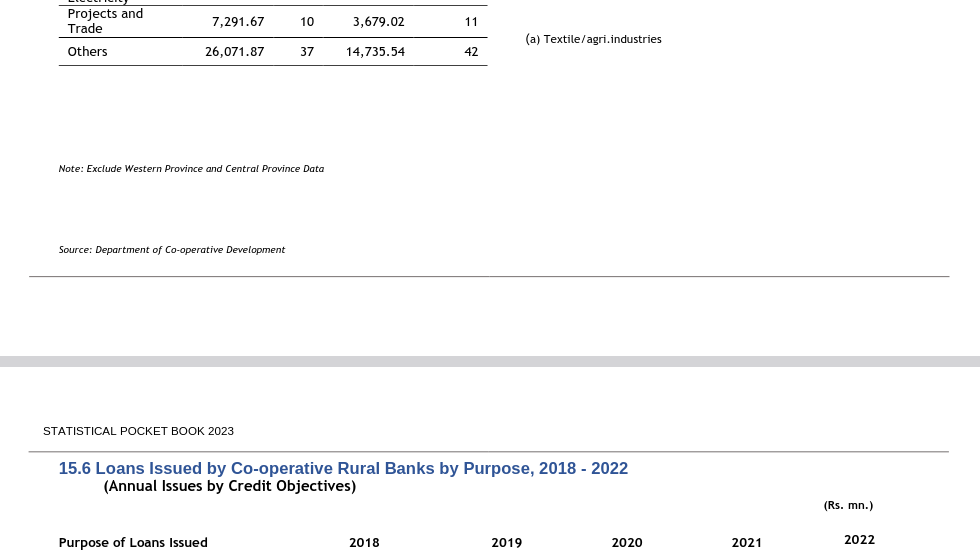 Electricity
Projects and
Trade 7,291.67 10 3,679.02 11
Others 26,071.87 37 14,735.54 42
(a) Textile/agri.industries
Note: Exclude Western Province and Central Province Data
Source: Department of Co-operative Development
STATISTICAL POCKET BOOK 2023
15.6 Loans Issued by Co-operative Rural Banks by Purpose, 2018 - 2022
(Annual Issues by Credit Objectives)
(Rs. mn.)
Purpose of Loans Issued 2018 2019 2020 2021 2022